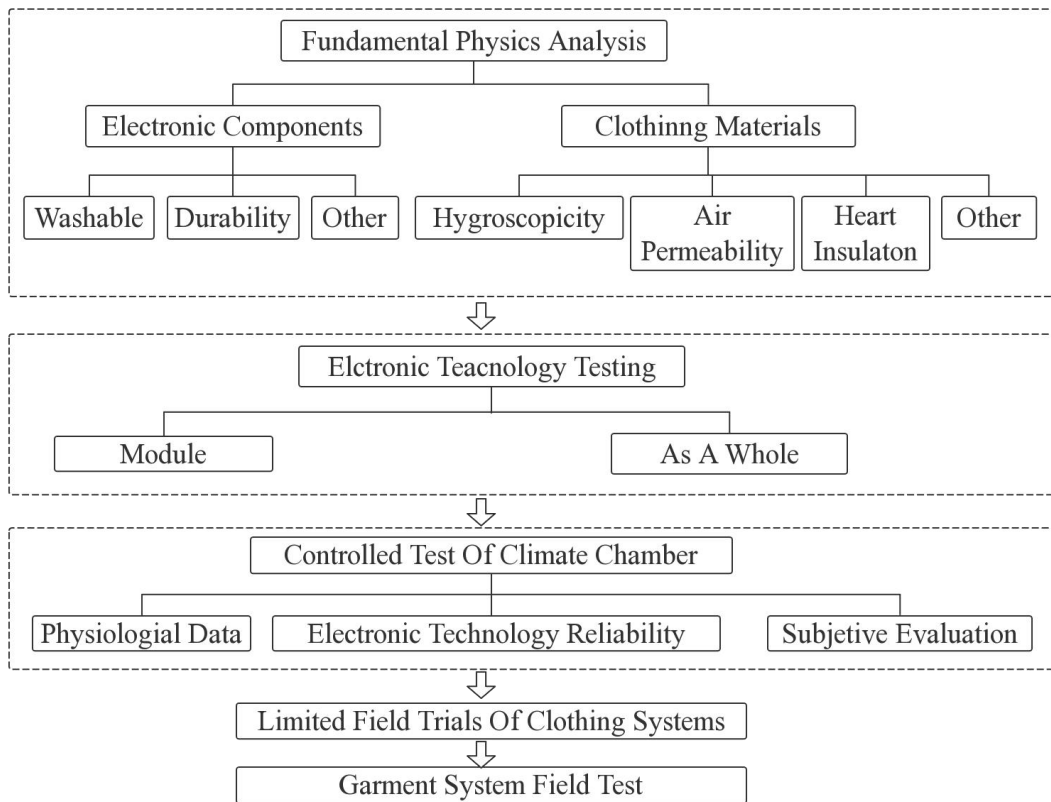 Fundamental Physics Analysis
Electronic Components
Clothinng Materials
Washable
Durability
Other
Hygroscopicity
Air
Permeability
Heart
Insulaton
Other
Elctronic Teacnology Testing
Module
As A Whole
Controlled Test Of Climate Chamber
Physiologial Data
Electronic Technology Reliability
Subjetive Evaluation
Limited Field Trials Of Clothing Systems
Garment System Field Test